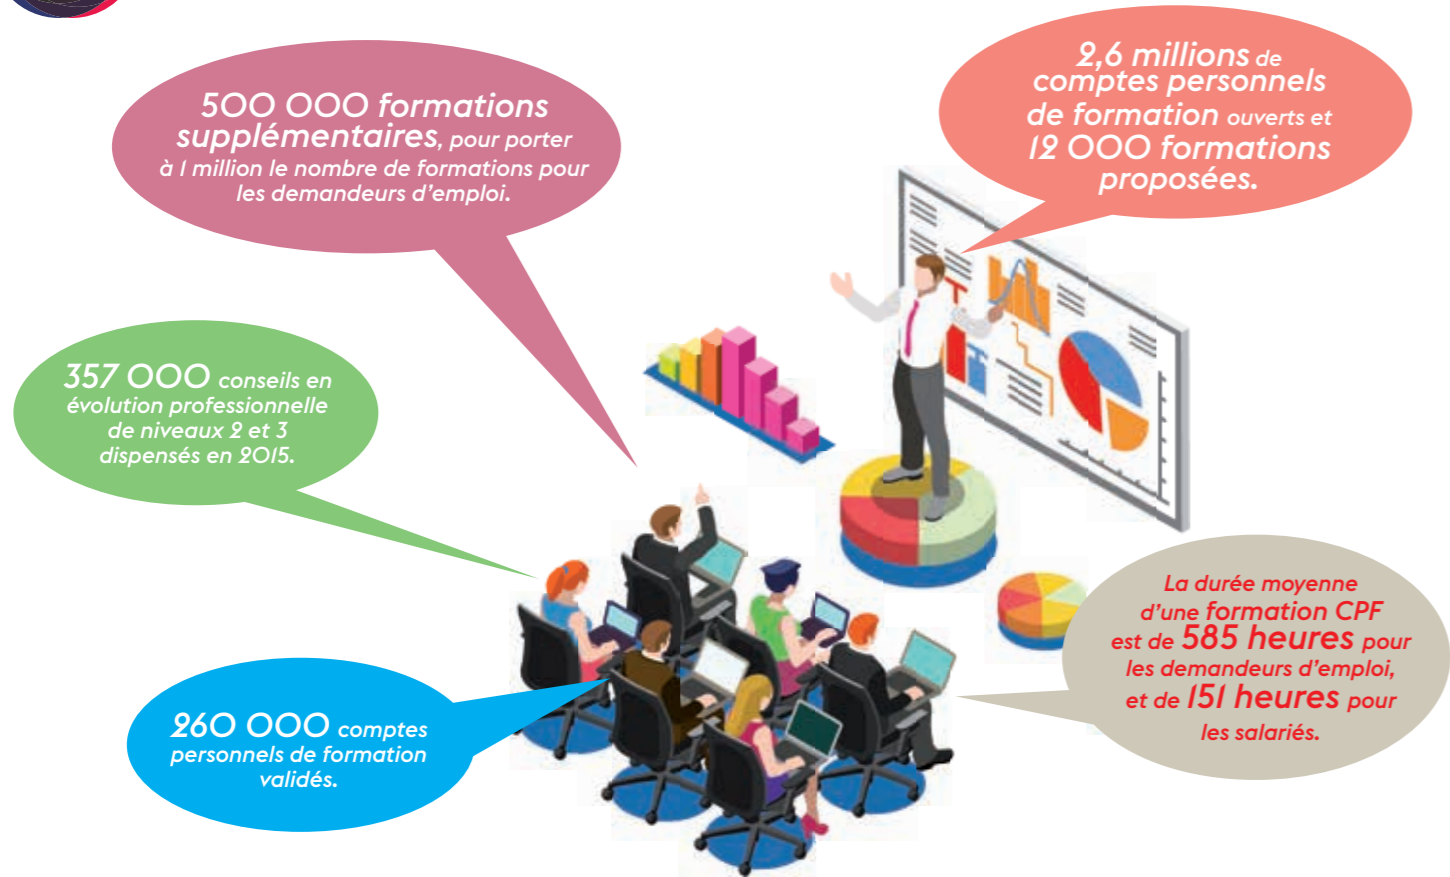 500 000 formations
supplémentaires, pour porter
à 1 million le nombre de formations pour
les demandeurs d'emploi.
2,6 millions de
comptes personnels
de formation ouverts et
12 000 formations
proposées.
357 000 conseils en
évolution professionnelle
de niveaux 2 et 3
dispensés en 2015.
La durée moyenne
d'une formation CPF
est de 585 heures pour
les demandeurs d'emploi,
et de 151 heures pour
les salariés.
260 000 comptes
personnels de formation
validés.